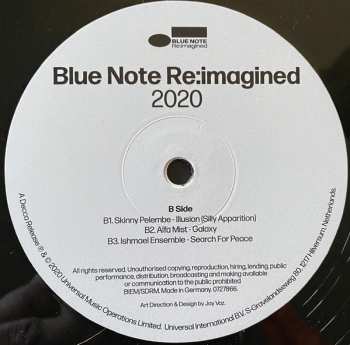 BLUE NOTE
Re:imagined
Blue Note Re:imagined
2020
B Side
B1. Skinny Pelembe - Illusion (Silly Apparition)
B2. Alfa Mist - Galaxy
B3. Ishmael Ensemble - Search For Peace
All rights reserved. Unauthorised copying, reproduction, hiring, lending, public
performance, distribution, broadcasting and making available
or communication to the public prohibited
BIEM/SDRM. Made in Germany. 0727866.
Art Direction & Design by Jay Vaz.
A Decca Release ℗ & © 2020 Universal Music Operations Limited. Universal International B.V. S-Gravelandseweg 80, 1217 Hilversum, Netherlands.